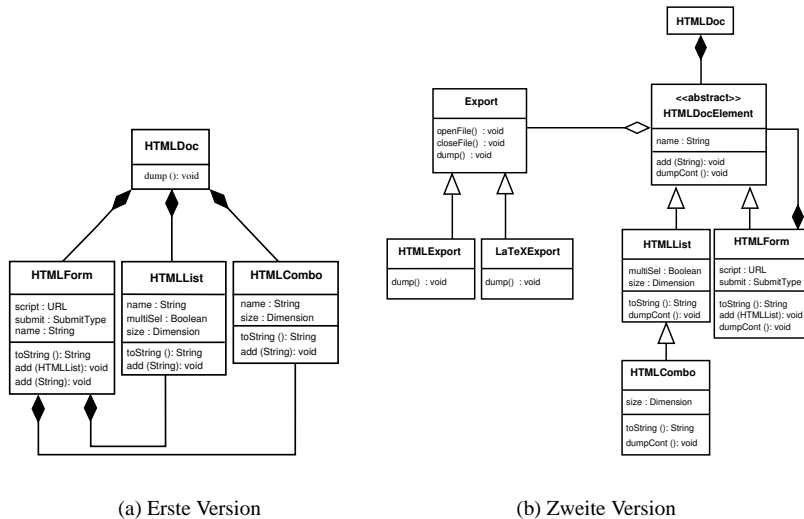 HTMLDoc
dump (): void
HTMLForm
script : URL
submit : SubmitType
name : String
toString (): String
add (HTMLList): void
add (String): void
HTMLList
name : String
multiSel : Boolean
size : Dimension
toString (): String
add (String): void
HTMLCombo
name : String
size : Dimension
toString (): String
add (String): void
(a) Erste Version
HTMLDoc
Export
openFile() : void
closeFile() : void
dump() : void
<<abstract>>
HTMLDocElement
name : String
add (String): void
dumpCont (): void
HTMLExport
dump() : void
LaTeXExport
dump() : void
HTMLList
multiSel : Boolean
size : Dimension
toString (): String
dumpCont (): void
HTMLForm
script : URL
submit : SubmitType
toString (): String
add (HTMLList): void
dumpCont (): void
HTMLCombo
size : Dimension
toString (): String
dumpCont (): void
(b) Zweite Version